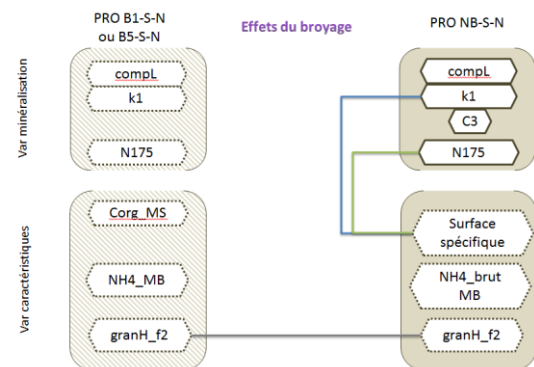 PRO B1-S-N
ou B5-S-N
Effets du broyage
PRO NB-S-N
Var minéralisation
compL
k1
N175
compL
k1
C3
N175
Var caractéristiques
Corg_MS
NH4_MB
granH_f2
Surface
spécifique
NH4_brut
MB
granH_f2